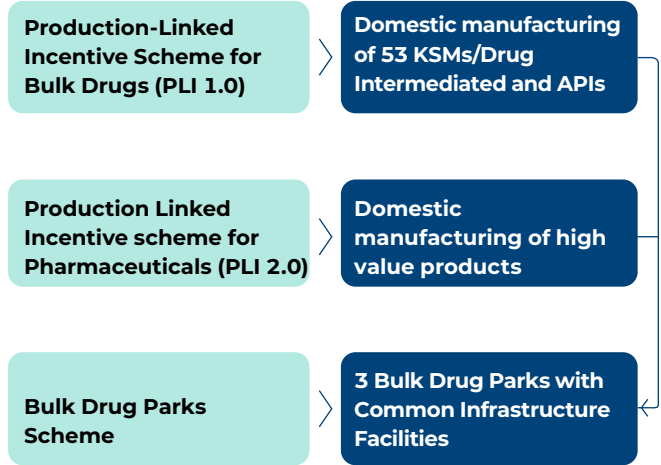 Production-Linked
Incentive Scheme for
Bulk Drugs (PLI 1.0)
Domestic manufacturing
of 53 KSMs/Drug
Intermediated and APIs
Production Linked
Incentive scheme for
Pharmaceuticals (PLI 2.0)
Domestic
manufacturing of high
value products
Bulk Drug Parks
Scheme
3 Bulk Drug Parks with
Common Infrastructure
Facilities